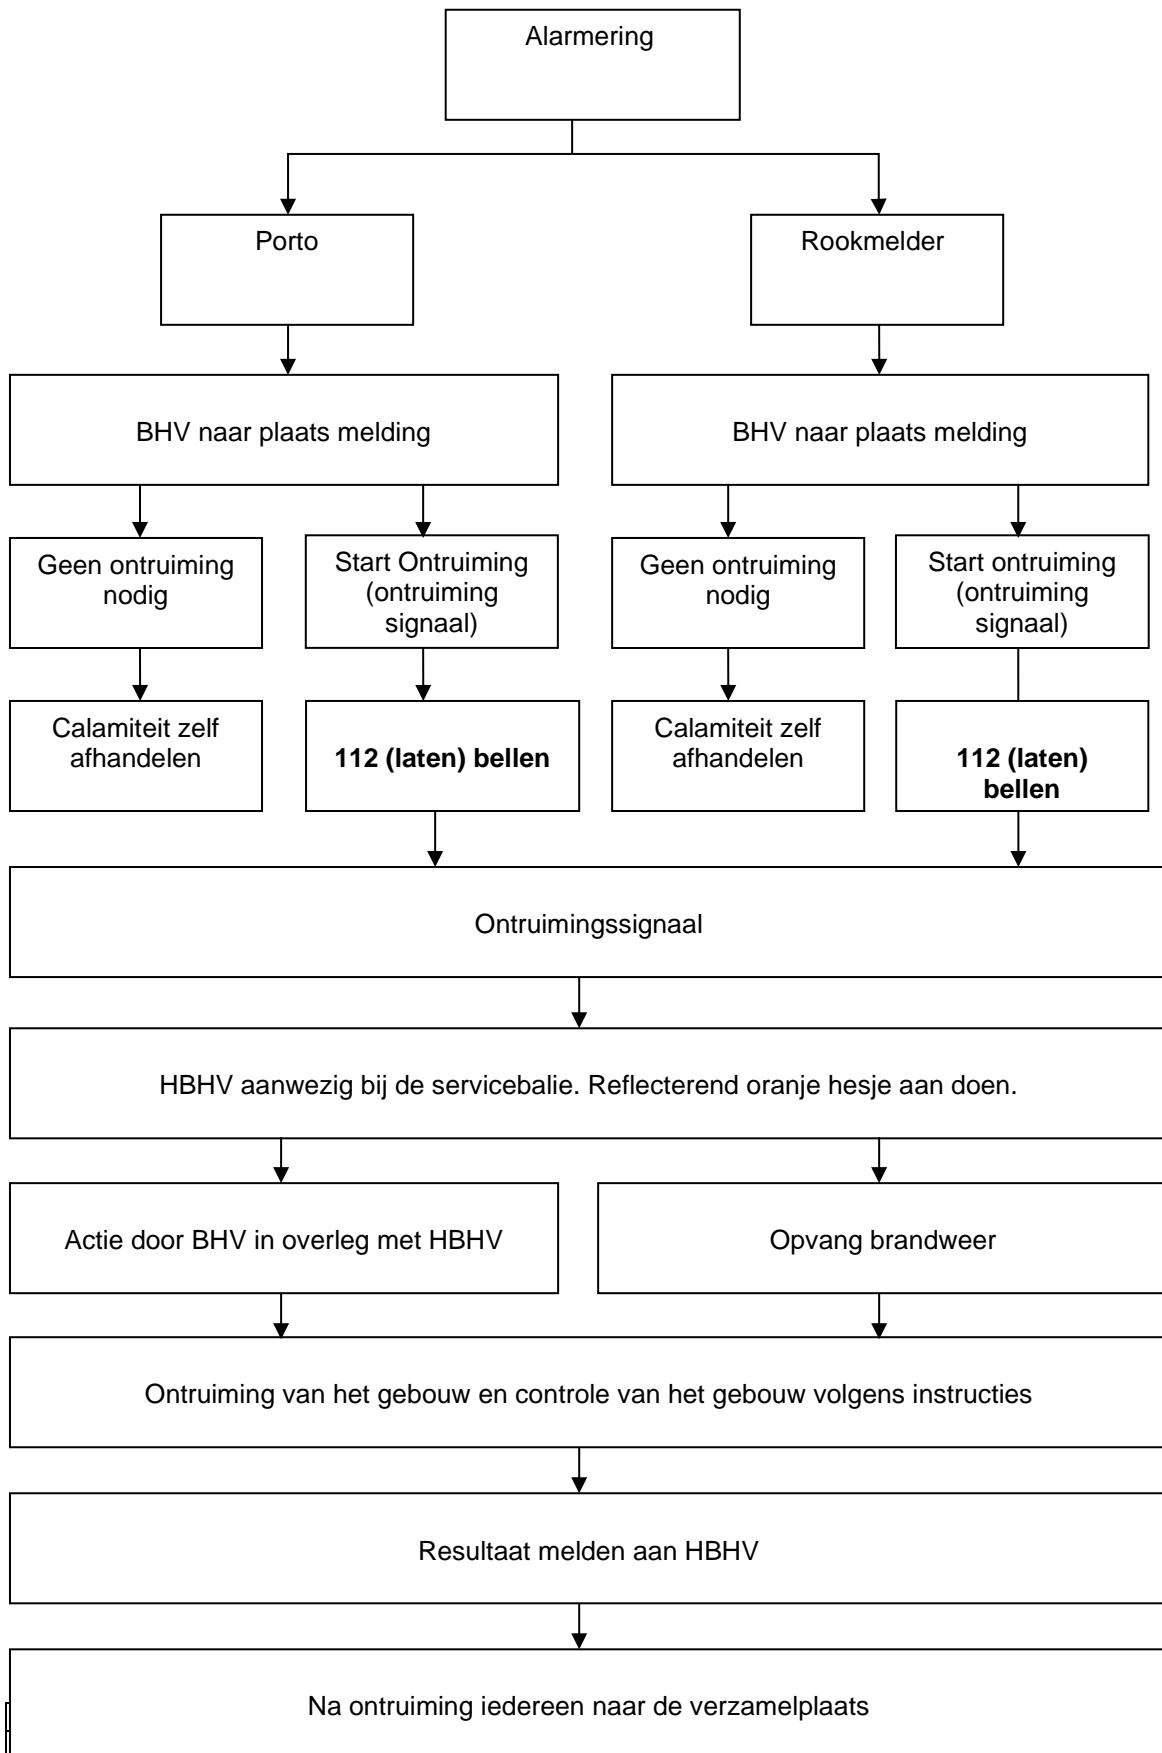 Alarmering
Porto
Rookmelder
BHV naar plaats melding
BHV naar plaats melding
Geen ontruiming
nodig
Start Ontruiming
(ontruiming
signaal)
Geen ontruiming
nodig
Start ontruiming
(ontruiming
signaal)
Calamiteit zelf
afhandelen
112 (laten) bellen
Calamiteit zelf
afhandelen
112 (laten)
bellen
Ontruimingssignaal
HBHV aanwezig bij de servicebalie. Reflecterend oranje hesje aan doen.
Actie door BHV in overleg met HBHV
Opvang brandweer
Ontruiming van het gebouw en controle van het gebouw volgens instructies
Resultaat melden aan HBHV
Na ontruiming iedereen naar de verzamelplaats